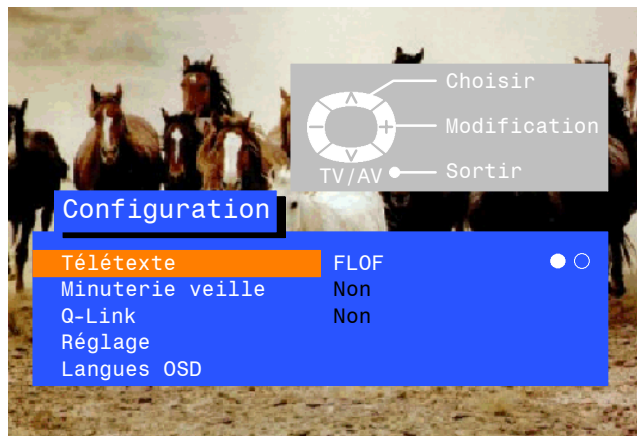 Choisir
Modification
TV/AV Sortir
Configuration
Télétexte FLOF
Minuterie veille Non
Q-Link Non
Réglage
Langues OSD